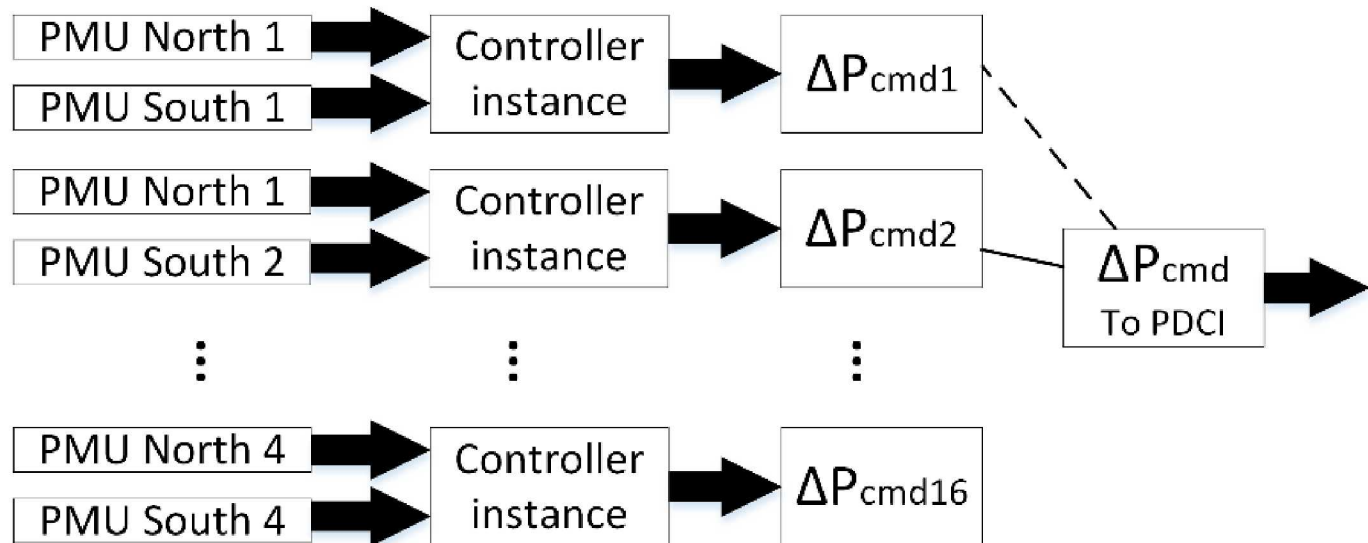 PMU North 1
PMU South 1
Controller
instance
ΔPcmd1
PMU North 1
PMU South 2
Controller
instance
ΔPcmd2
ΔPcmd
To PDCI
PMU North 4
PMU South 4
Controller
instance
ΔPcmd16